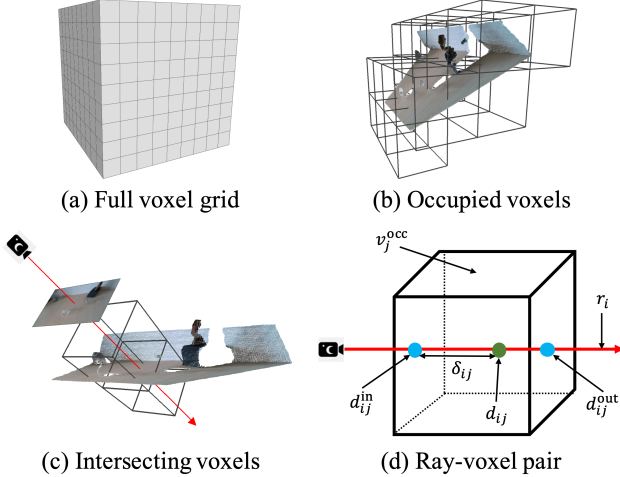 (a) Full voxel grid
(b) Occupied voxels
(c) Intersecting voxels
v_j^occ
r_i
δ_ij
d_ij^in
d_ij
d_ij^out
(d) Ray-voxel pair